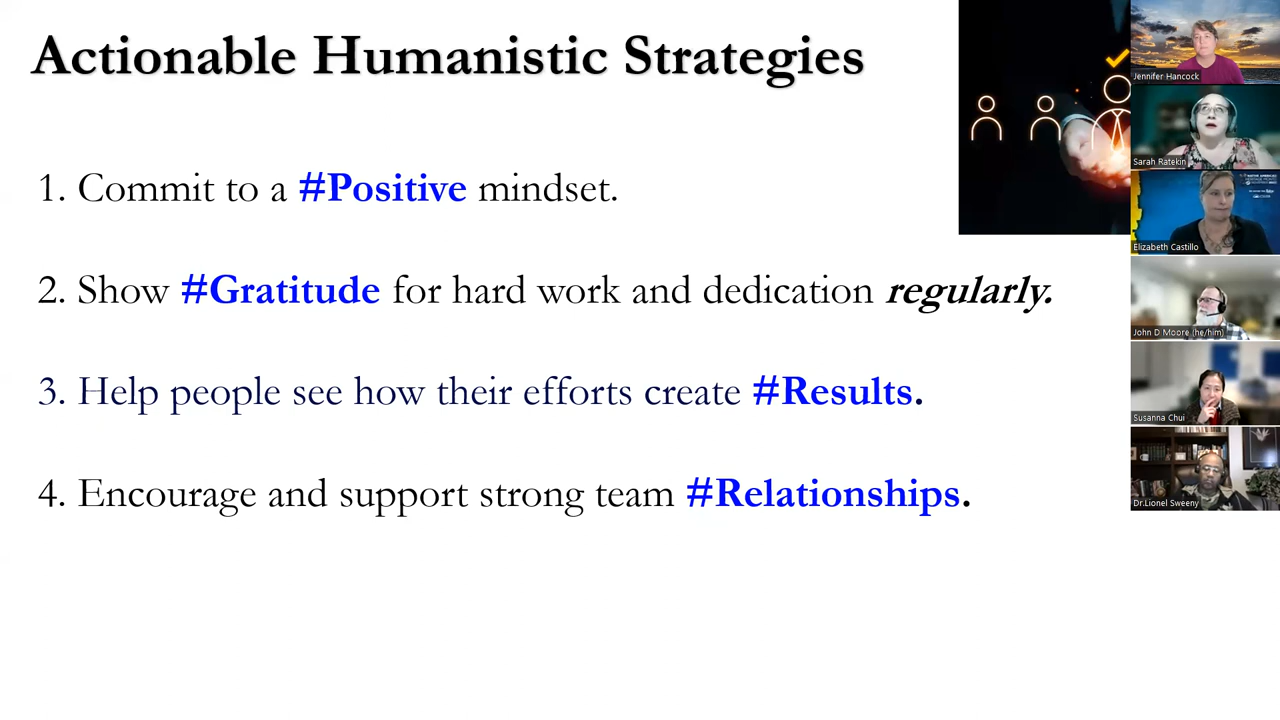 Actionable Humanistic Strategies
1. Commit to a #Positive mindset.
2. Show #Gratitude for hard work and dedication regularly.
3. Help people see how their efforts create #Results.
4. Encourage and support strong team #Relationships.
Jennifer Hancock
Sarah Ratekin
Elizabeth Castillo
John D Moore (he/him)
Susanna Chui
Dr.Lionel Sweeny